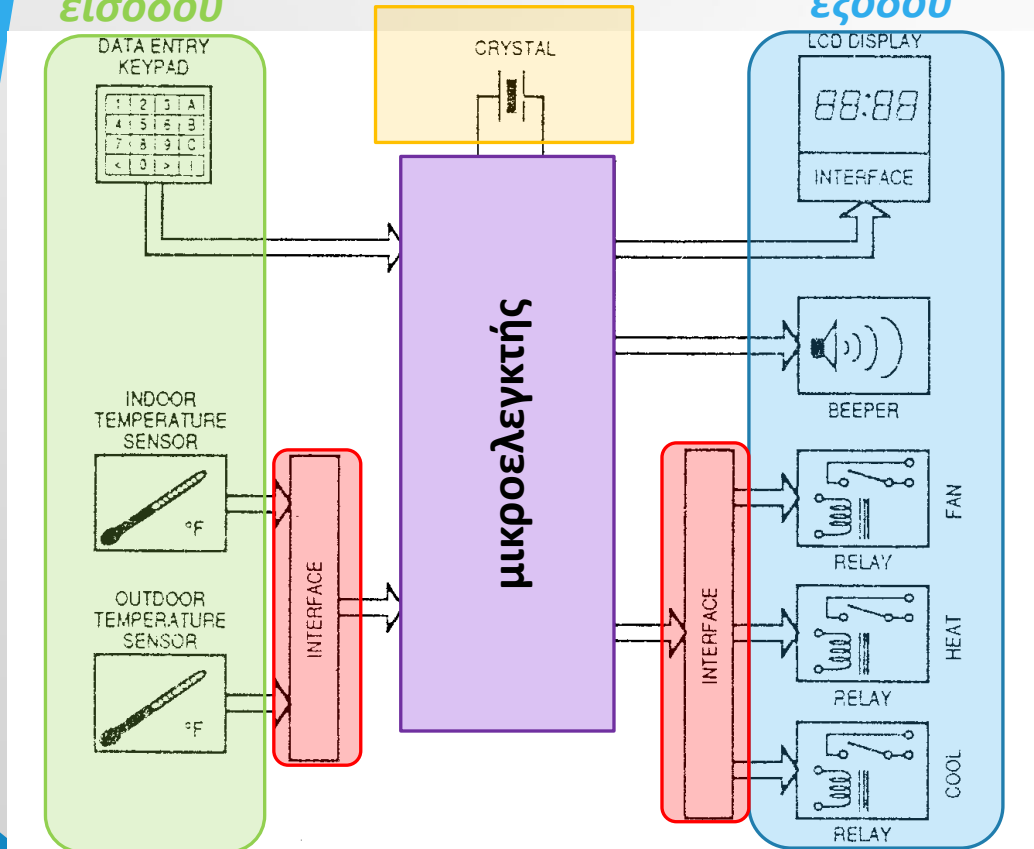 εισόδου
εξόδου
DATA ENTRY
KEYPAD
1 2 3 A
4 5 6 B
7 8 9 C
< 0 >
CRYSTAL
LCD DISPLAY
88:88
INTERFACE
μικροελεγκτής
BEEPER
INDOOR
TEMPERATURE
SENSOR
°F
INTERFACE
OUTDOOR
TEMPERATURE
SENSOR
°F
INTERFACE
FAN
RELAY
HEAT
RELAY
COOL
RELAY